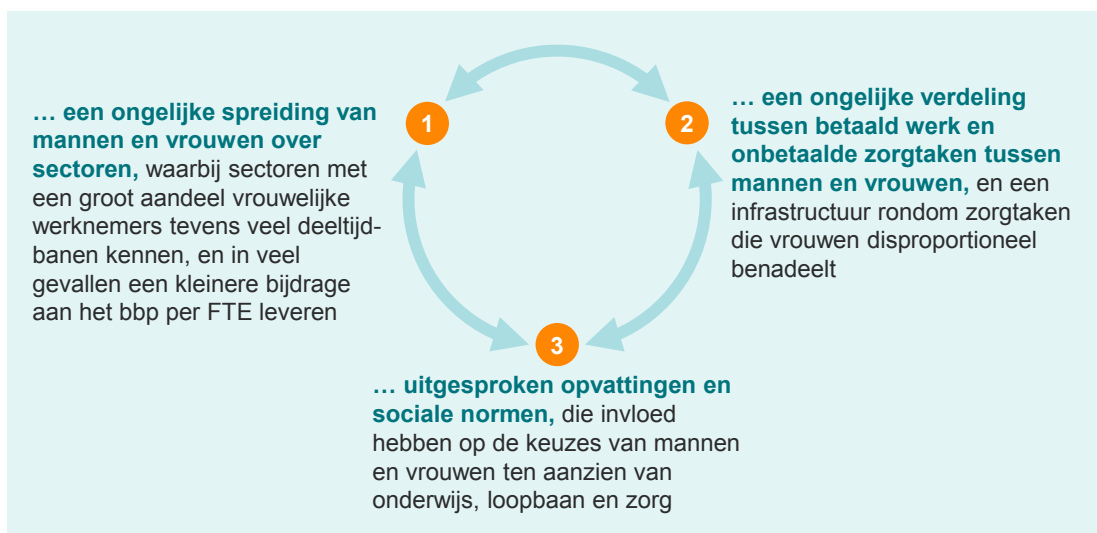 1
… een ongelijke spreiding van
mannen en vrouwen over
sectoren, waarbij sectoren met
een groot aandeel vrouwelijke
werknemers tevens veel deeltijd-
banen kennen, en in veel
gevallen een kleinere bijdrage
aan het bbp per FTE leveren
2
… een ongelijke verdeling
tussen betaald werk en
onbetaalde zorgtaken tussen
mannen en vrouwen, en een
infrastructuur rondom zorgtaken
die vrouwen disproportioneel
benadeelt
3
… uitgesproken opvattingen en
sociale normen, die invloed
hebben op de keuzes van mannen
en vrouwen ten aanzien van
onderwijs, loopbaan en zorg